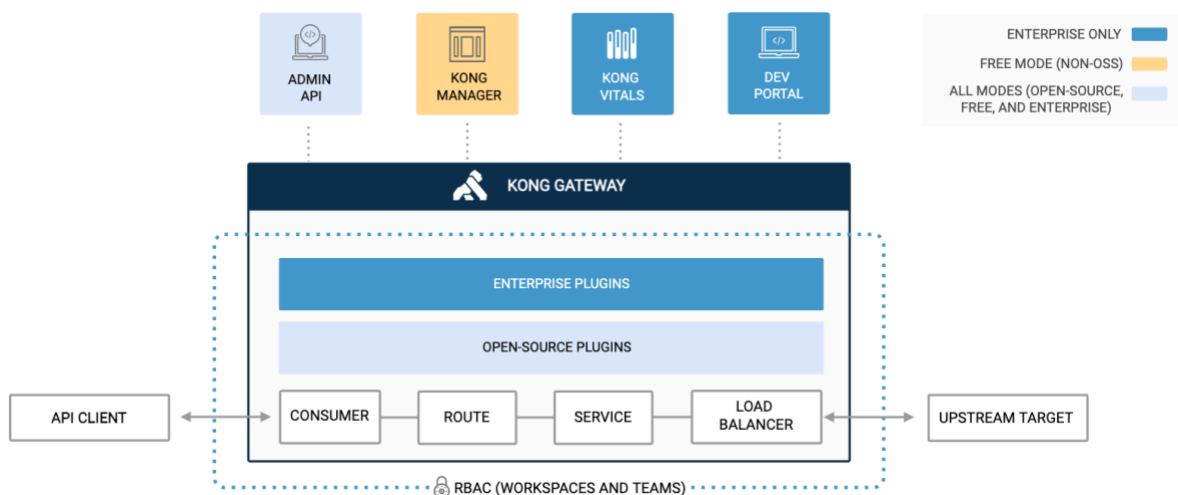 ADMIN
API
KONG
MANAGER
KONG
VITALS
DEV
PORTAL
ENTERPRISE ONLY
FREE MODE (NON-OSS)
ALL MODES (OPEN-SOURCE,
FREE, AND ENTERPRISE)
KONG GATEWAY
ENTERPRISE PLUGINS
OPEN-SOURCE PLUGINS
API CLIENT
CONSUMER
ROUTE
SERVICE
LOAD
BALANCER
UPSTREAM TARGET
RBAC (WORKSPACES AND TEAMS)